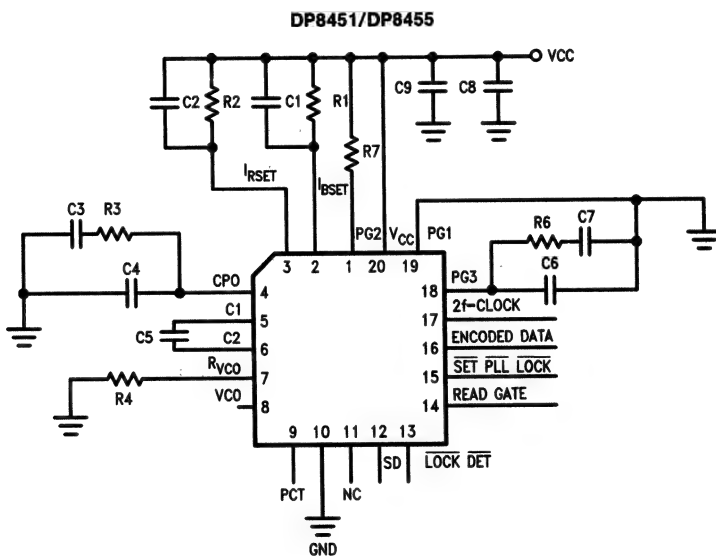 DP8451/DP8455
VCC
C2 R2 C1 R1 C9 C8
R7
IRSET IBSET
C3 R3
PG2 VCC PG1
R6 C7
3 2 1 20 19
C4 CPO 4 18 PG3 C6
C1 5 17 2f-CLOCK
C5 C2 6 16 ENCODED DATA
RVCO 7 15 SET PLL LOCK
R4 VCO 8 14 READ GATE
9 10 11 12 13
SD LOCK DET
PCT NC
GND